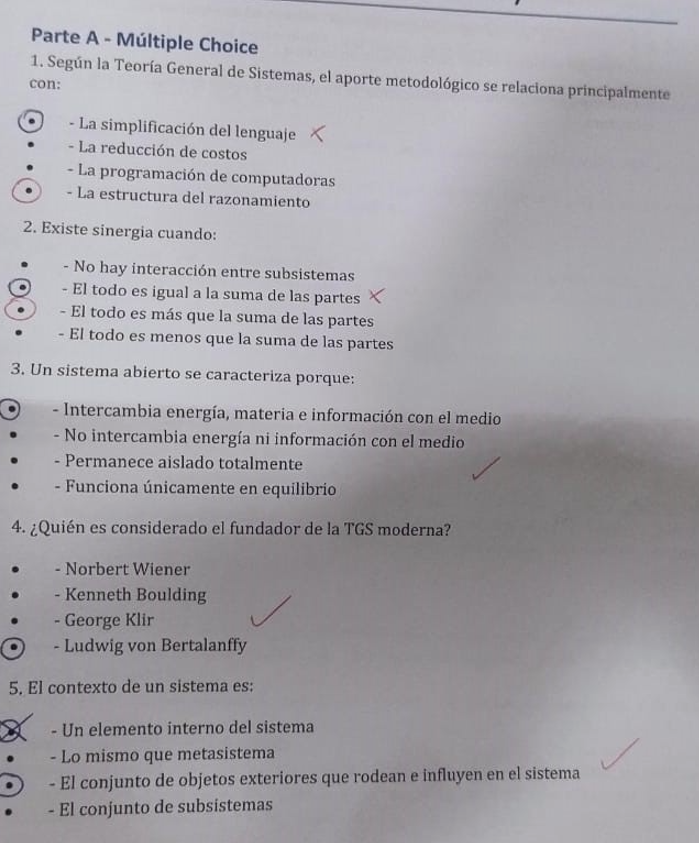 Parte A - Múltiple Choice
1. Según la Teoría General de Sistemas, el aporte metodológico se relaciona principalmente
con:
- La simplificación del lenguaje
- La reducción de costos
- La programación de computadoras
- La estructura del razonamiento
2. Existe sinergia cuando:
- No hay interacción entre subsistemas
- El todo es igual a la suma de las partes
- El todo es más que la suma de las partes
- El todo es menos que la suma de las partes
3. Un sistema abierto se caracteriza porque:
- Intercambia energía, materia e información con el medio
- No intercambia energía ni información con el medio
- Permanece aislado totalmente
- Funciona únicamente en equilibrio
4. ¿Quién es considerado el fundador de la TGS moderna?
- Norbert Wiener
- Kenneth Boulding
- George Klir
- Ludwig von Bertalanffy
5. El contexto de un sistema es:
- Un elemento interno del sistema
- Lo mismo que metasistema
- El conjunto de objetos exteriores que rodean e influyen en el sistema
- El conjunto de subsistemas